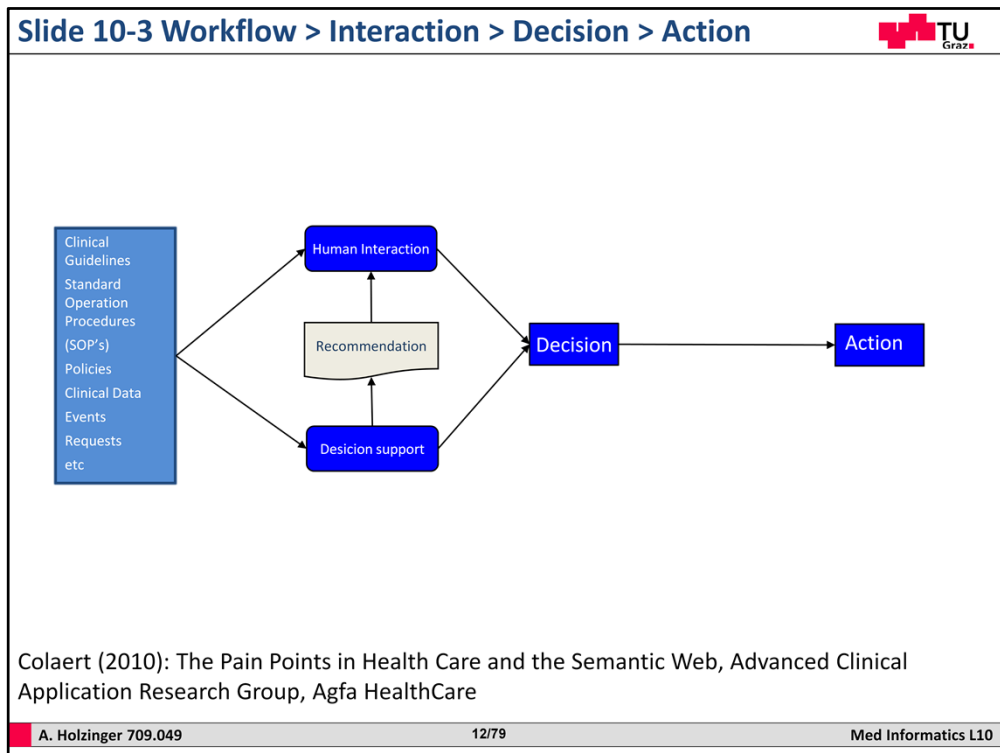 Slide 10-3 Workflow > Interaction > Decision > Action
TU
Graz
Clinical
Guidelines
Standard
Operation
Procedures
(SOP's)
Policies
Clinical Data
Events
Requests
etc
Human Interaction
Recommendation
Desicion support
Decision
Action
Colaert (2010): The Pain Points in Health Care and the Semantic Web, Advanced Clinical
Application Research Group, Agfa HealthCare
A. Holzinger 709.049
12/79
Med Informatics L10